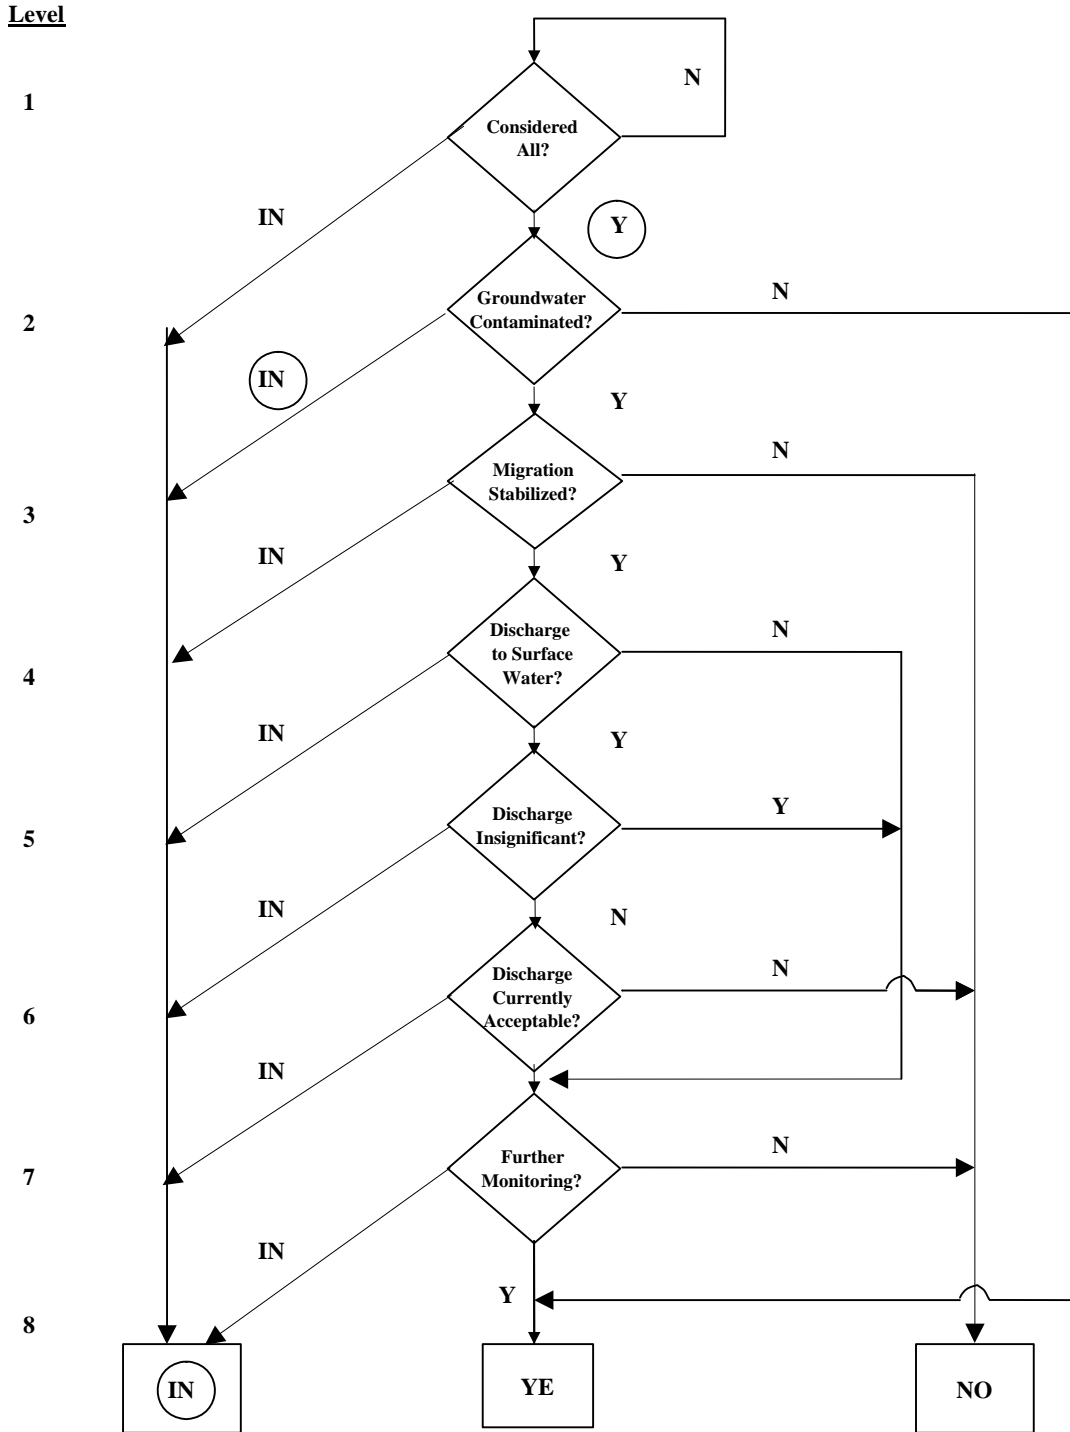 Level
N
1
Considered
All?
IN
Y
Groundwater
Contaminated?
N
2
IN
Y
Migration
Stabilized?
N
3
IN
Y
Discharge
to Surface
Water?
N
4
IN
Y
Discharge
Insignificant?
Y
5
IN
N
Discharge
Currently
Acceptable?
N
6
IN
Further
Monitoring?
N
7
IN
Y
8
IN
YE
NO